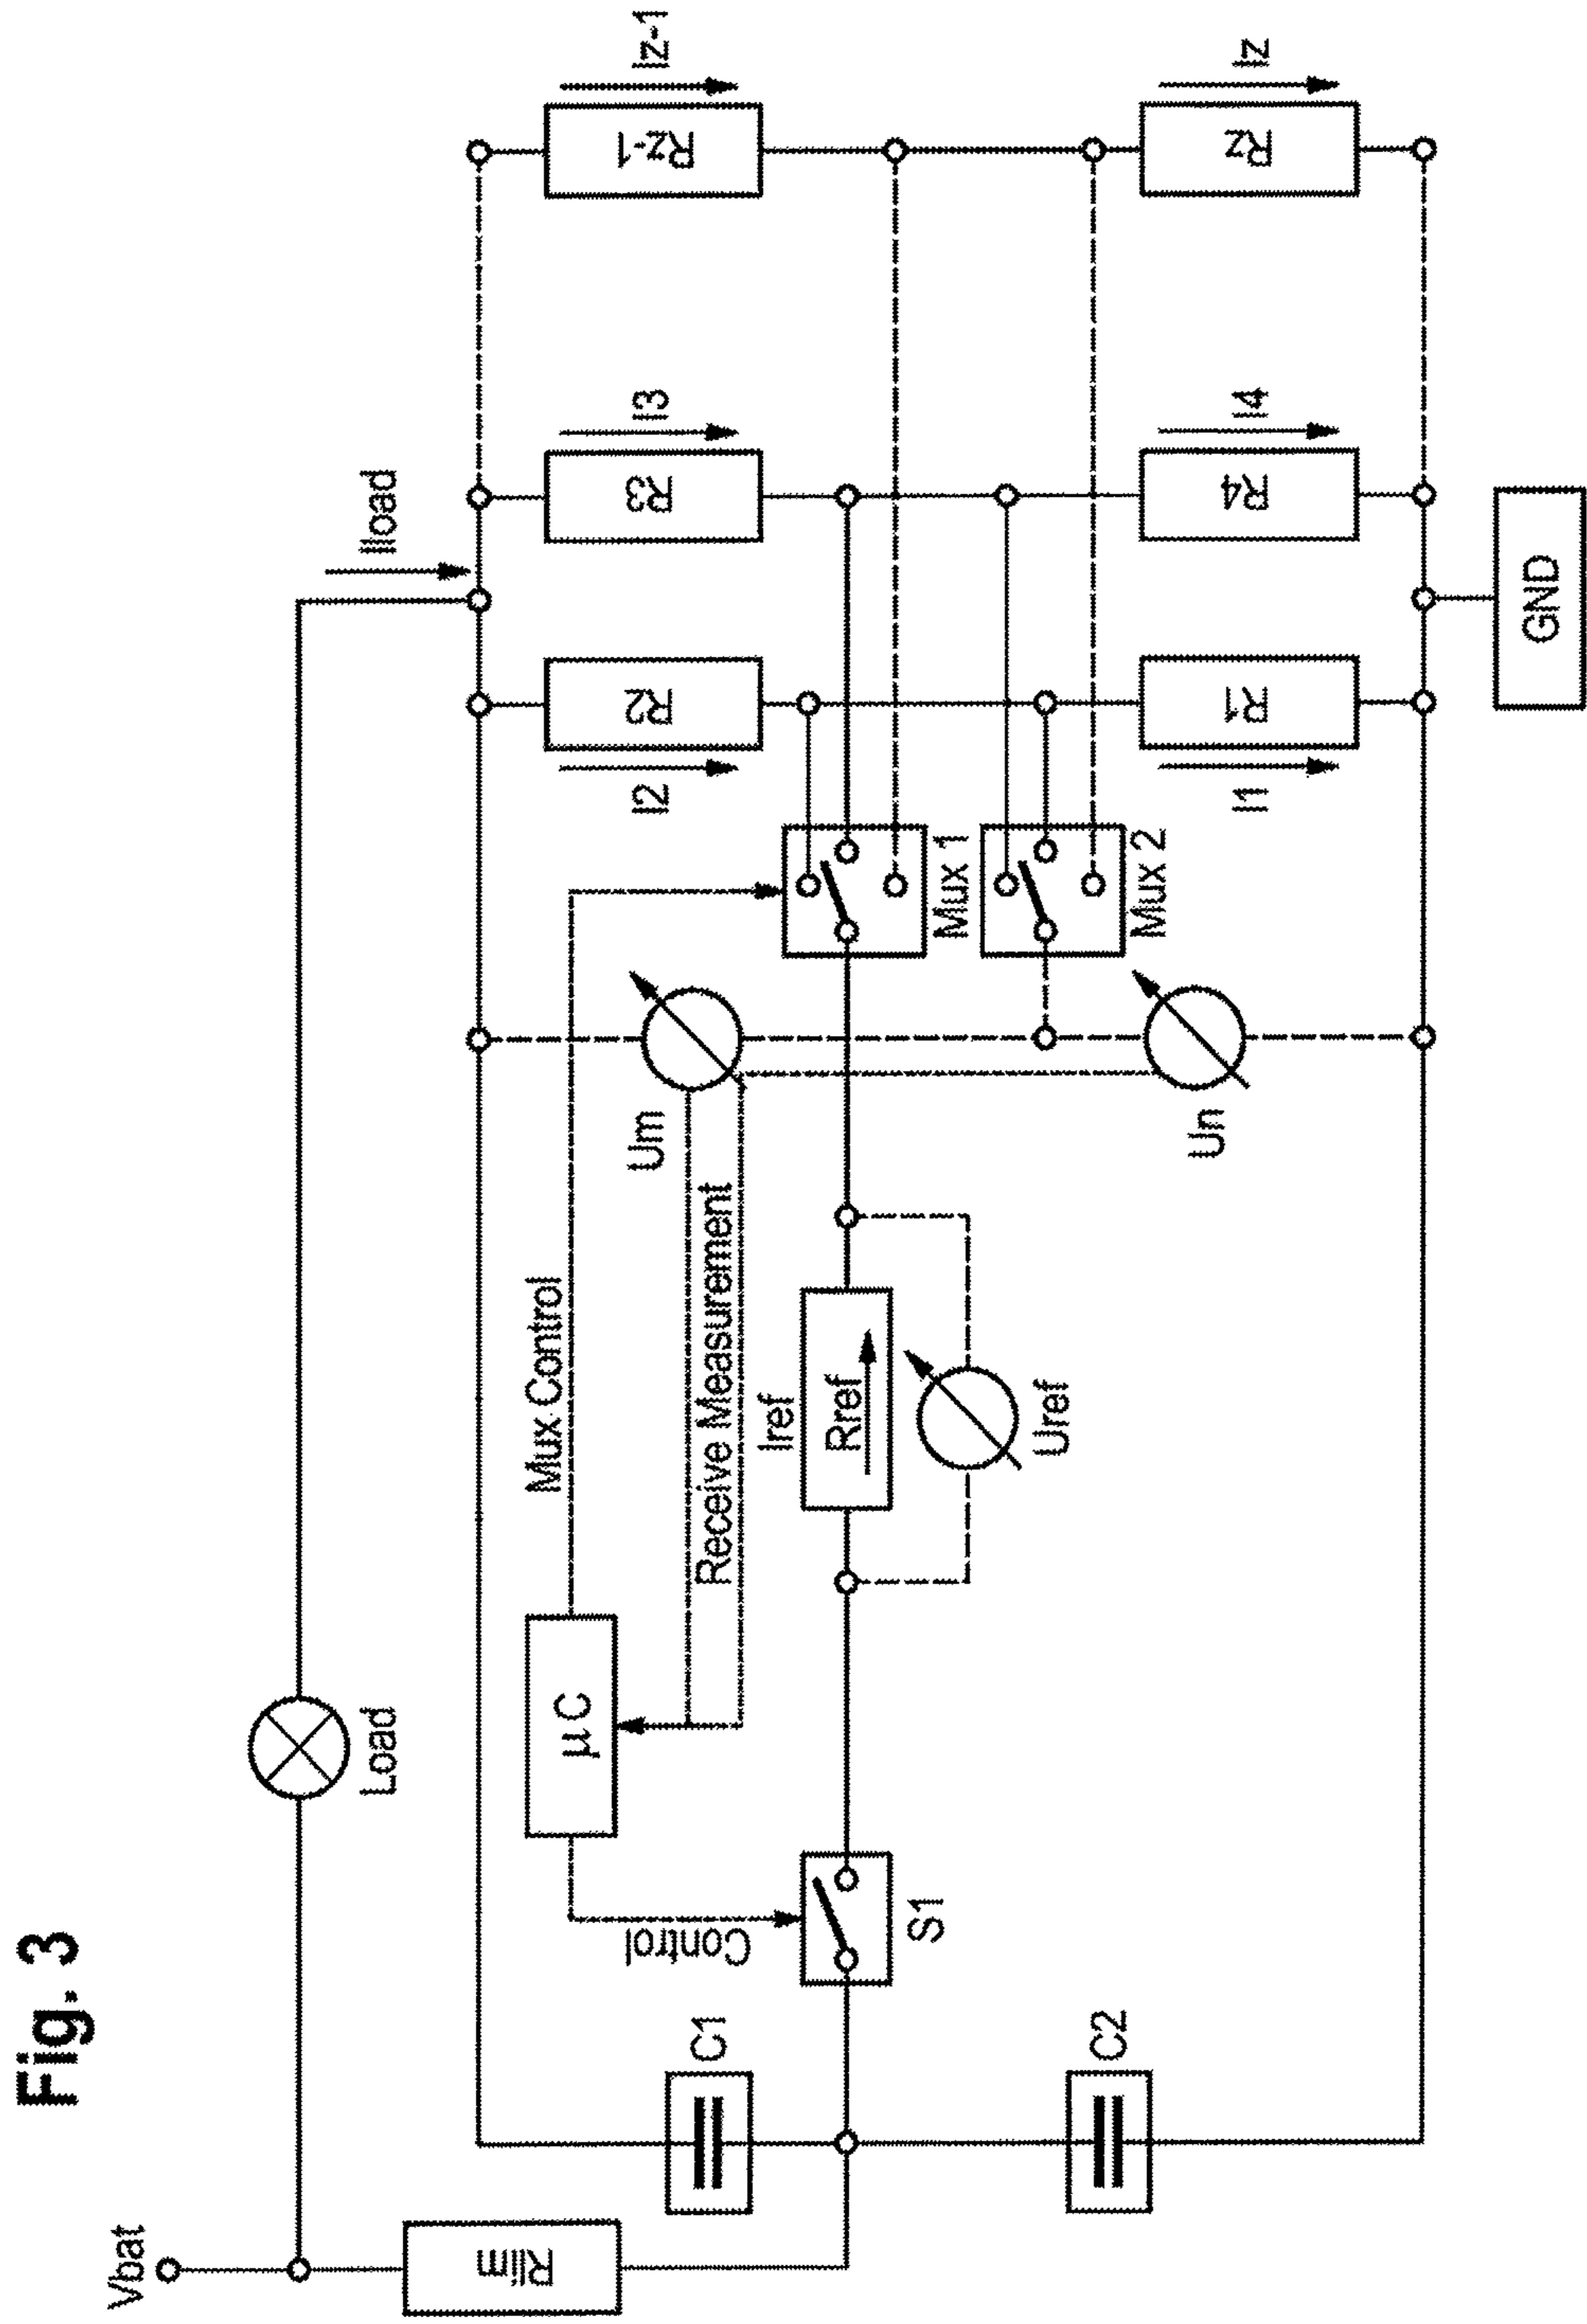 Fig. 3
Vbat
Rlim
Load
Iload
C1
C2
Control
S1
μC
Mux Control
Receive Measurement
Iref
Rref
Uref
Um
Un
Mux 1
Mux 2
I2
R2
I1
R1
R3
I3
R4
I4
GND
Rz-1
Iz-1
Rz
Iz